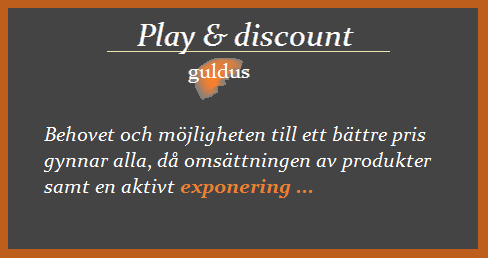 Play & discount
guldus
Behovet och möjligheten till ett bättre pris
gynnar alla, då omsättningen av produkter
samt en aktivt exponering ...